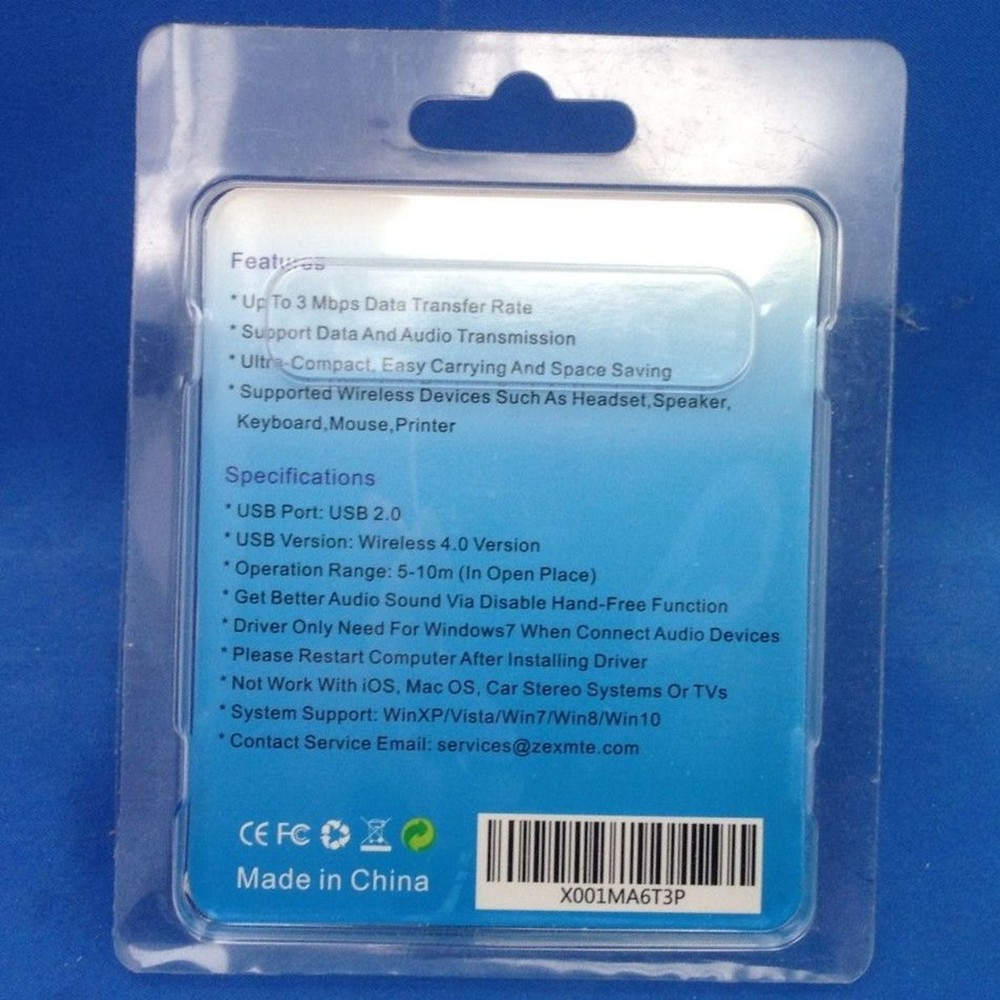 Features
* Up To 3 Mbps Data Transfer Rate
* Support Data And Audio Transmission
* Ultra-Compact, Easy Carrying And Space Saving
* Supported Wireless Devices Such As Headset,Speaker,
Keyboard,Mouse,Printer
Specifications
* USB Port: USB 2.0
* USB Version: Wireless 4.0 Version
* Operation Range: 5-10m (In Open Place)
* Get Better Audio Sound Via Disable Hand-Free Function
* Driver Only Need For Windows7 When Connect Audio Devices
* Please Restart Computer After Installing Driver
* Not Work With iOS, Mac OS, Car Stereo Systems Or TVs
* System Support: WinXP/Vista/Win7/Win8/Win10
* Contact Service Email: services@zexmte.com
CE FC
Made in China
X001MA6T3P